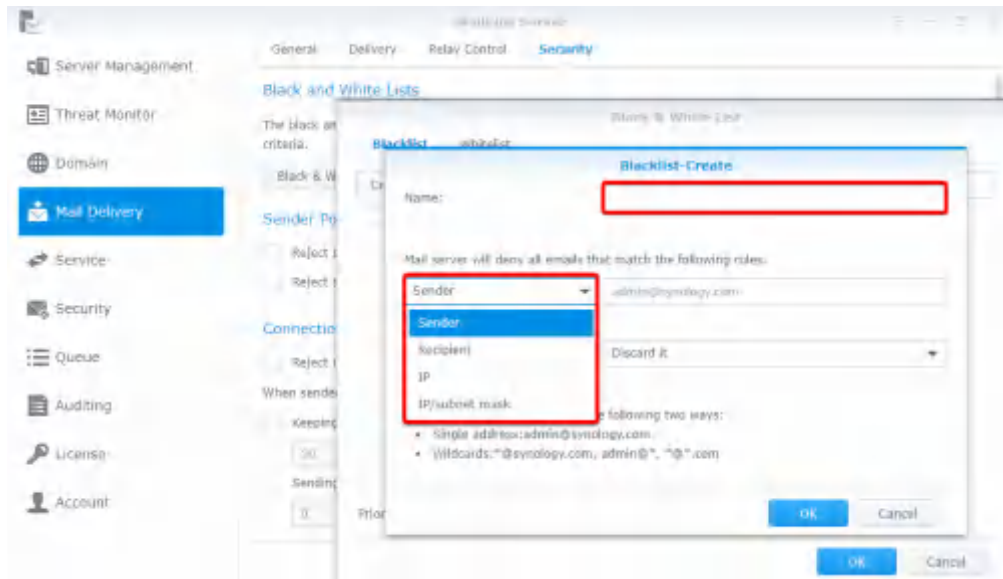 MailPlus Server
General Delivery Relay Control Security
Server Management
Threat Monitor
Domain
Mail Delivery
Service
Security
Queue
Auditing
License
Account
Black and White Lists
The black an
criteria.
Black & W
Sender Po
Reject
Reject
Connectio
Reject
When sende
Keeping
Sending
0
Black & White List
Blacklist Whitelist
Cr
Prior
OK Cancel
Blacklist-Create
Name:
Mail server will deny all emails that match the following rules.
Sender admin@synology.com
Sender
Recipient
IP
IP/subnet mask
Discard it
e following two ways:
• Single address:admin@synology.com
• Wildcards:*@synology.com, admin@*, *@*.com
OK Cancel